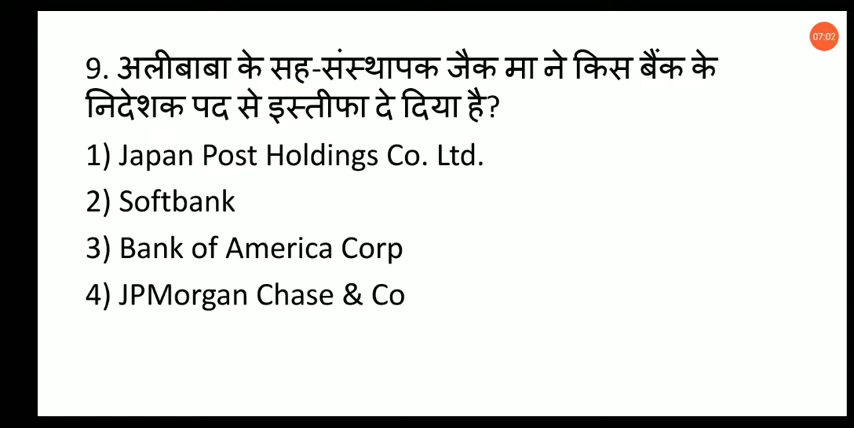 07:02
9. अलीबाबा के सह-संस्थापक जैक मा ने किस बैंक के
निदेशक पद से इस्तीफा दे दिया है?
1) Japan Post Holdings Co. Ltd.
2) Softbank
3) Bank of America Corp
4) JPMorgan Chase & Co